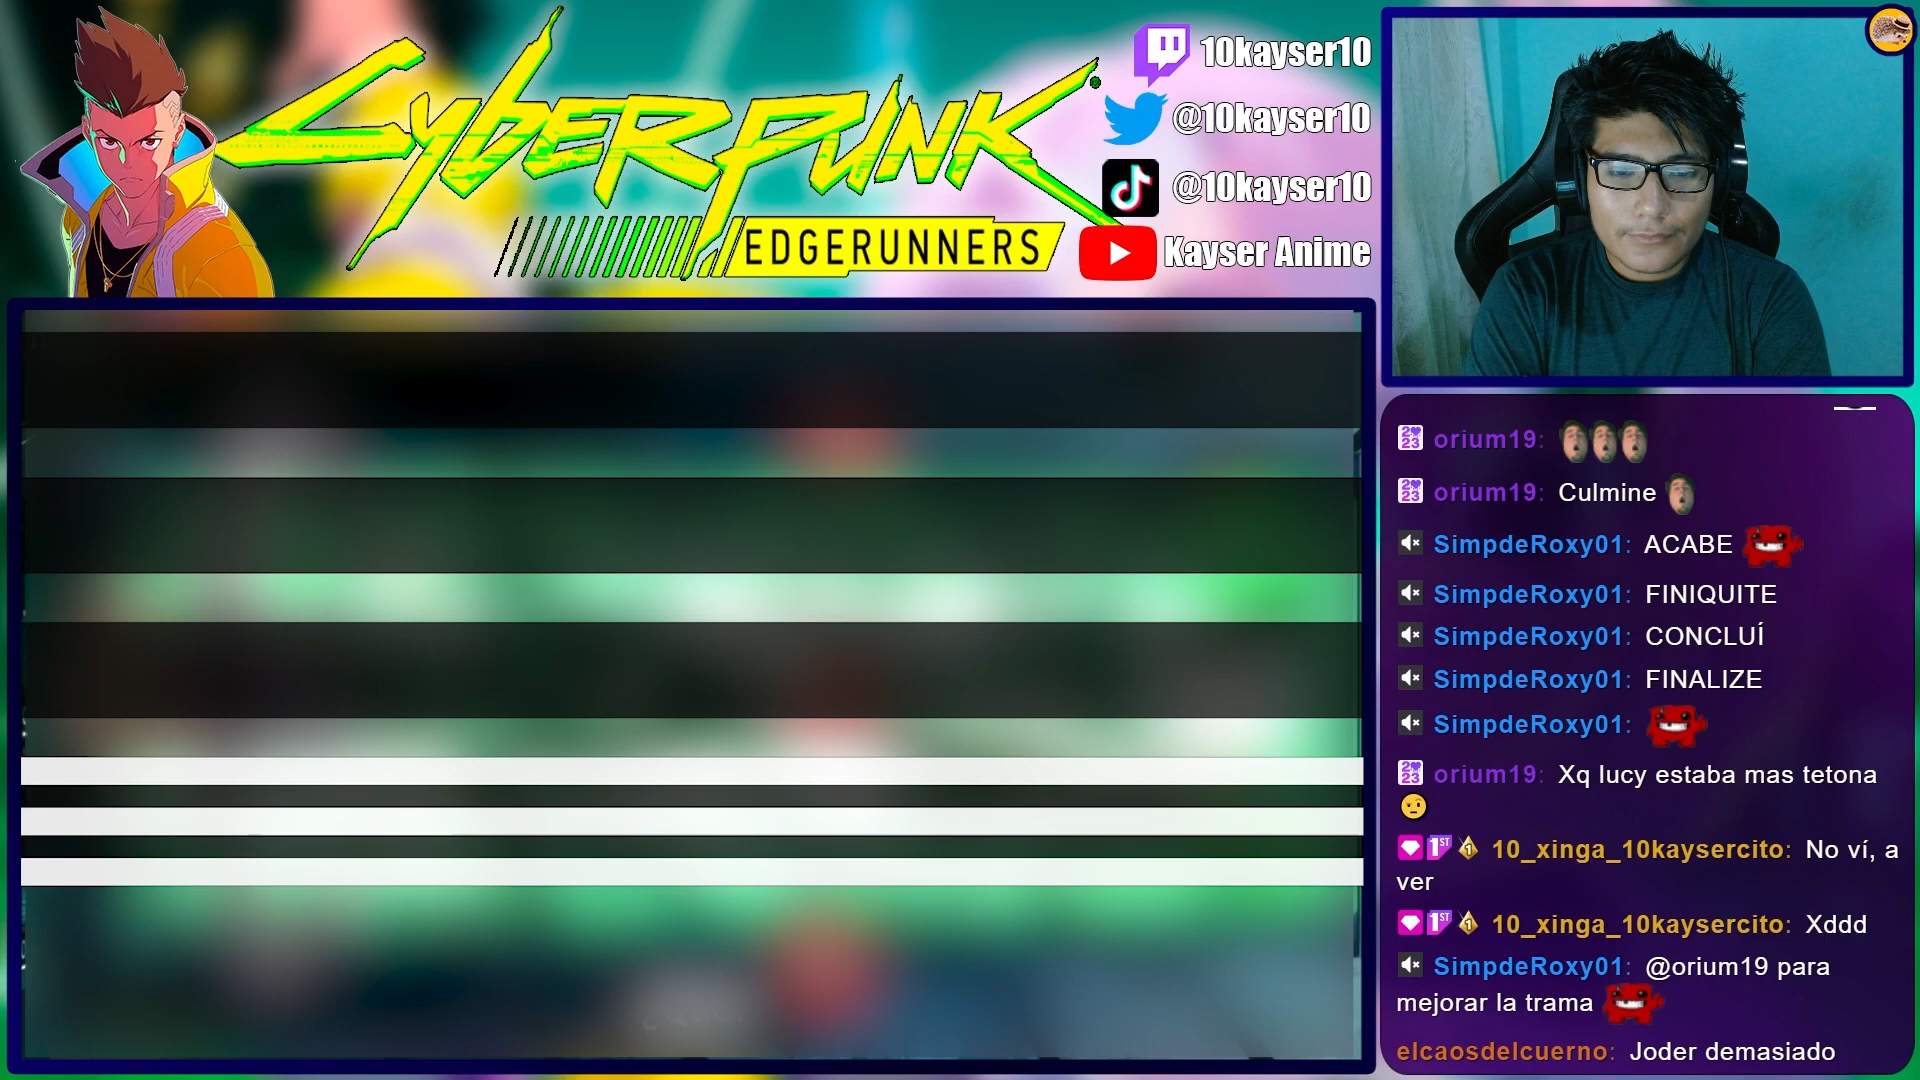 CYBERPUNK
EDGERUNNERS
10kayser10
@10kayser10
@10kayser10
Kayser Anime
orium19:
orium19: Culmine
SimpdeRoxy01: ACABE
SimpdeRoxy01: FINIQUITE
SimpdeRoxy01: CONCLUÍ
SimpdeRoxy01: FINALIZE
SimpdeRoxy01:
orium19: Xq lucy estaba mas tetona
10_xinga_10kaysercito: No ví, a
ver
10_xinga_10kaysercito: Xddd
SimpdeRoxy01: @orium19 para
mejorar la trama
elcaosdelcuerno: Joder demasiado